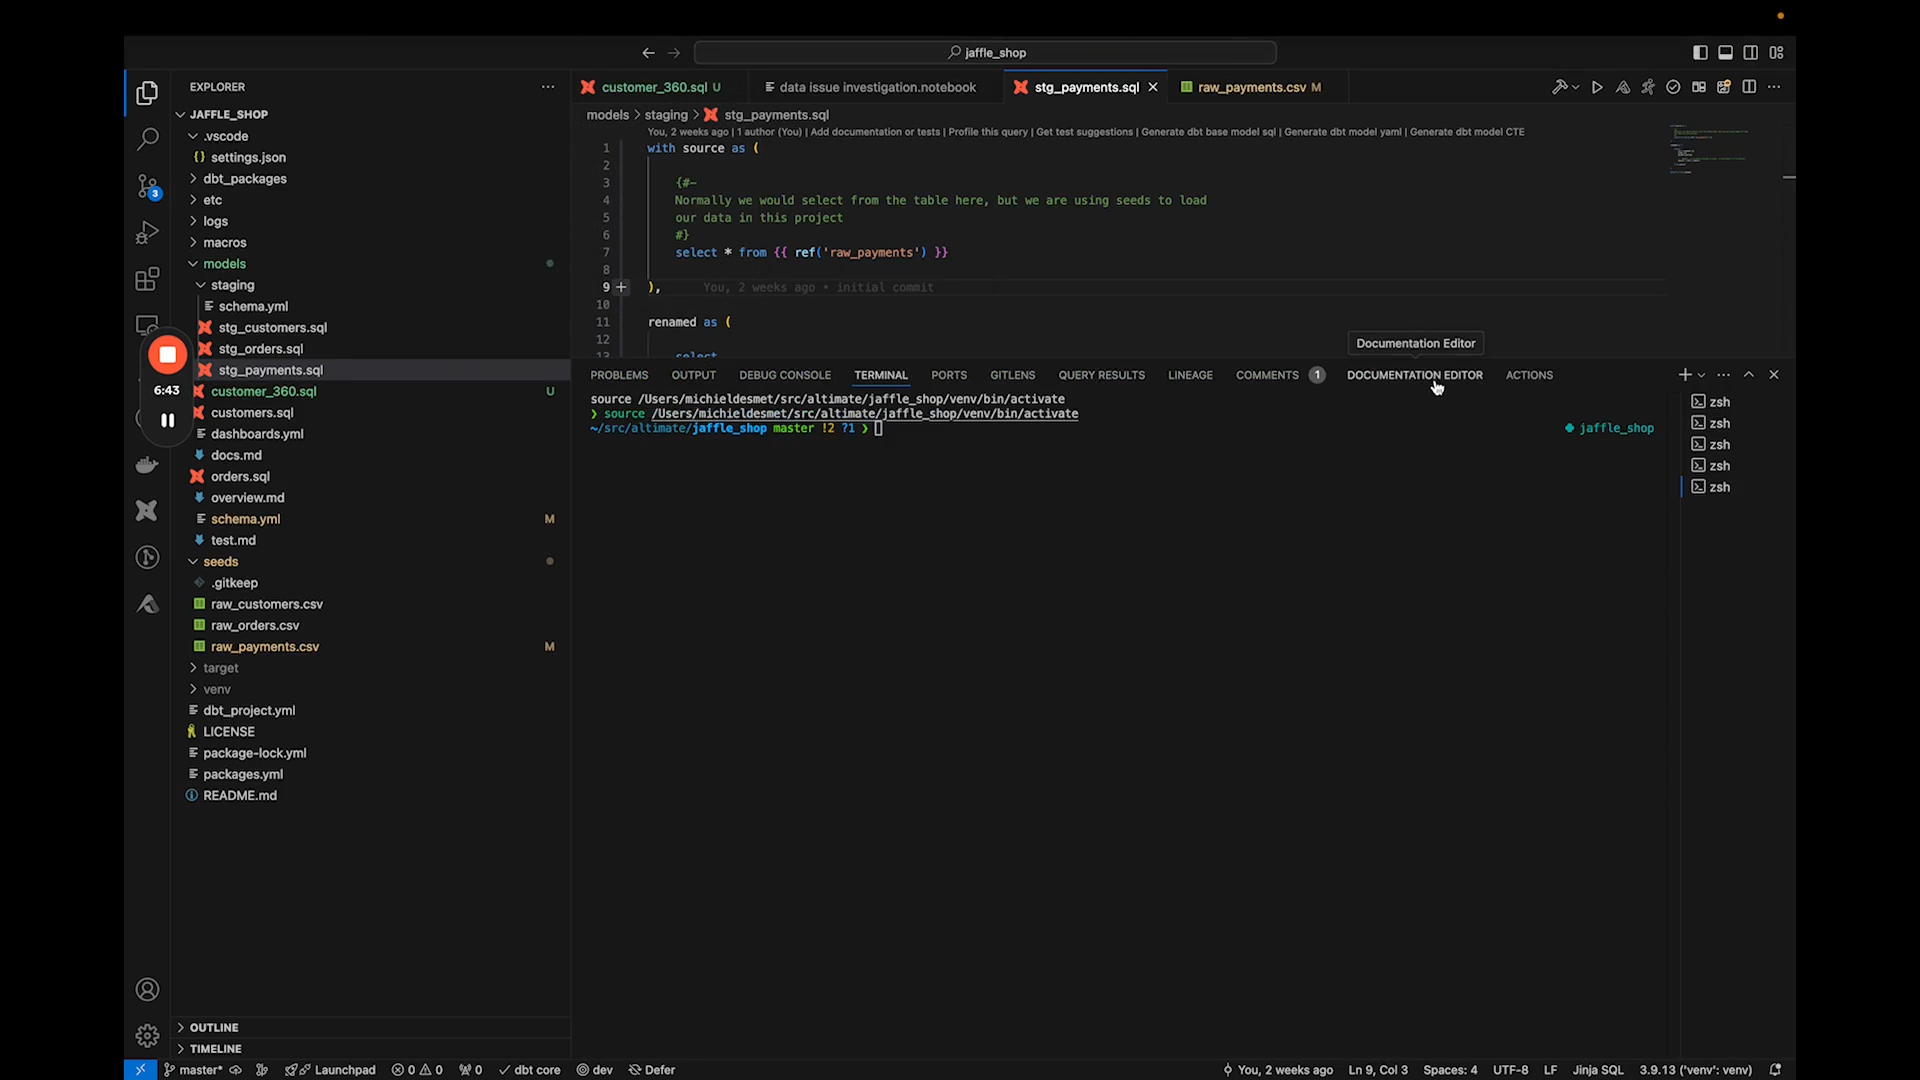 jaffle_shop
EXPLORER
customer_360.sql U
data issue investigation.notebook
stg_payments.sql
raw_payments.csv M
JAFFLE_SHOP
.vscode
settings.json
dbt_packages
etc
logs
macros
models
staging
schema.yml
stg_customers.sql
stg_orders.sql
stg_payments.sql
customer_360.sql U
customers.sql
dashboards.yml
docs.md
orders.sql
overview.md
schema.yml M
test.md
seeds
.gitkeep
raw_customers.csv
raw_orders.csv
raw_payments.csv M
target
venv
dbt_project.yml
LICENSE
package-lock.yml
packages.yml
README.md
OUTLINE
TIMELINE
3
6:43
models > staging > stg_payments.sql
You, 2 weeks ago | 1 author (You) | Add documentation or tests | Profile this query | Get test suggestions | Generate dbt base model sql | Generate dbt model yaml | Generate dbt model CTE
1 with source as (
2
3 {#-
4 Normally we would select from the table here, but we are using seeds to load
5 our data in this project
6 #}
7 select * from {{ ref('raw_payments') }}
8
9 ), You, 2 weeks ago • initial commit
10
11 renamed as (
12
13 select
Documentation Editor
PROBLEMS OUTPUT DEBUG CONSOLE TERMINAL PORTS GITLENS QUERY RESULTS LINEAGE COMMENTS 1 DOCUMENTATION EDITOR ACTIONS
source /Users/michieldesmet/src/altimate/jaffle_shop/venv/bin/activate
❯ source /Users/michieldesmet/src/altimate/jaffle_shop/venv/bin/activate
~/src/altimate/jaffle_shop master !2 ?1 ❯ jaffle_shop
zsh
zsh
zsh
zsh
zsh
master* Launchpad 0 0 0 dbt core dev Defer You, 2 weeks ago Ln 9, Col 3 Spaces: 4 UTF-8 LF Jinja SQL 3.9.13 ('venv': venv)